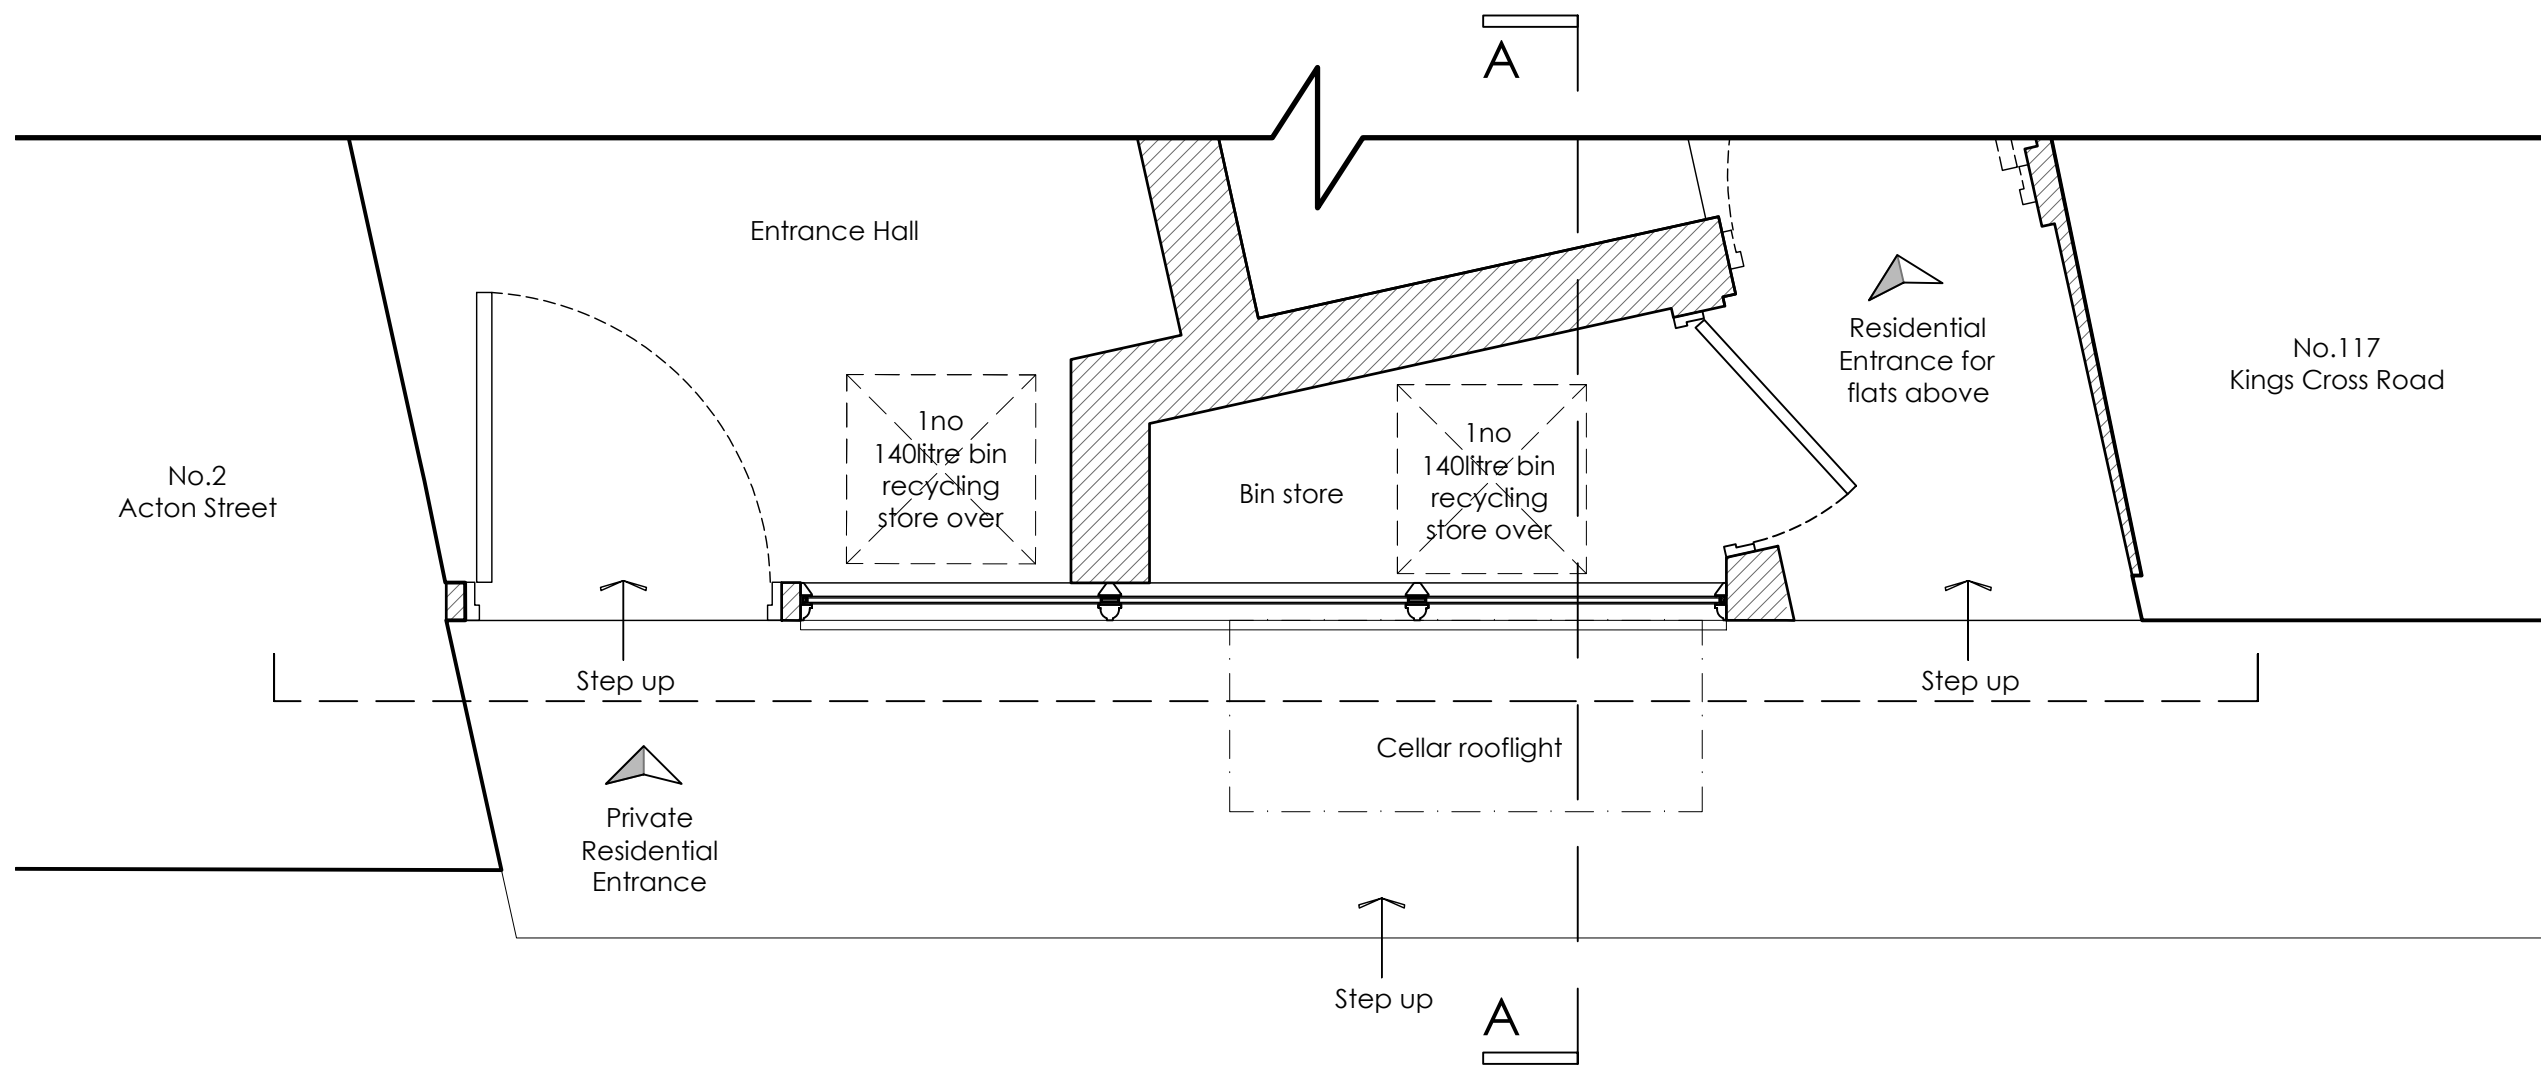 A
Entrance Hall
Residential
Entrance for
flats above
No.117
Kings Cross Road
1no
140litre bin
recycling
store over
1no
140litre bin
recycling
store over
Bin store
No.2
Acton Street
Step up
Step up
Cellar rooflight
Private
Residential
Entrance
Step up
A